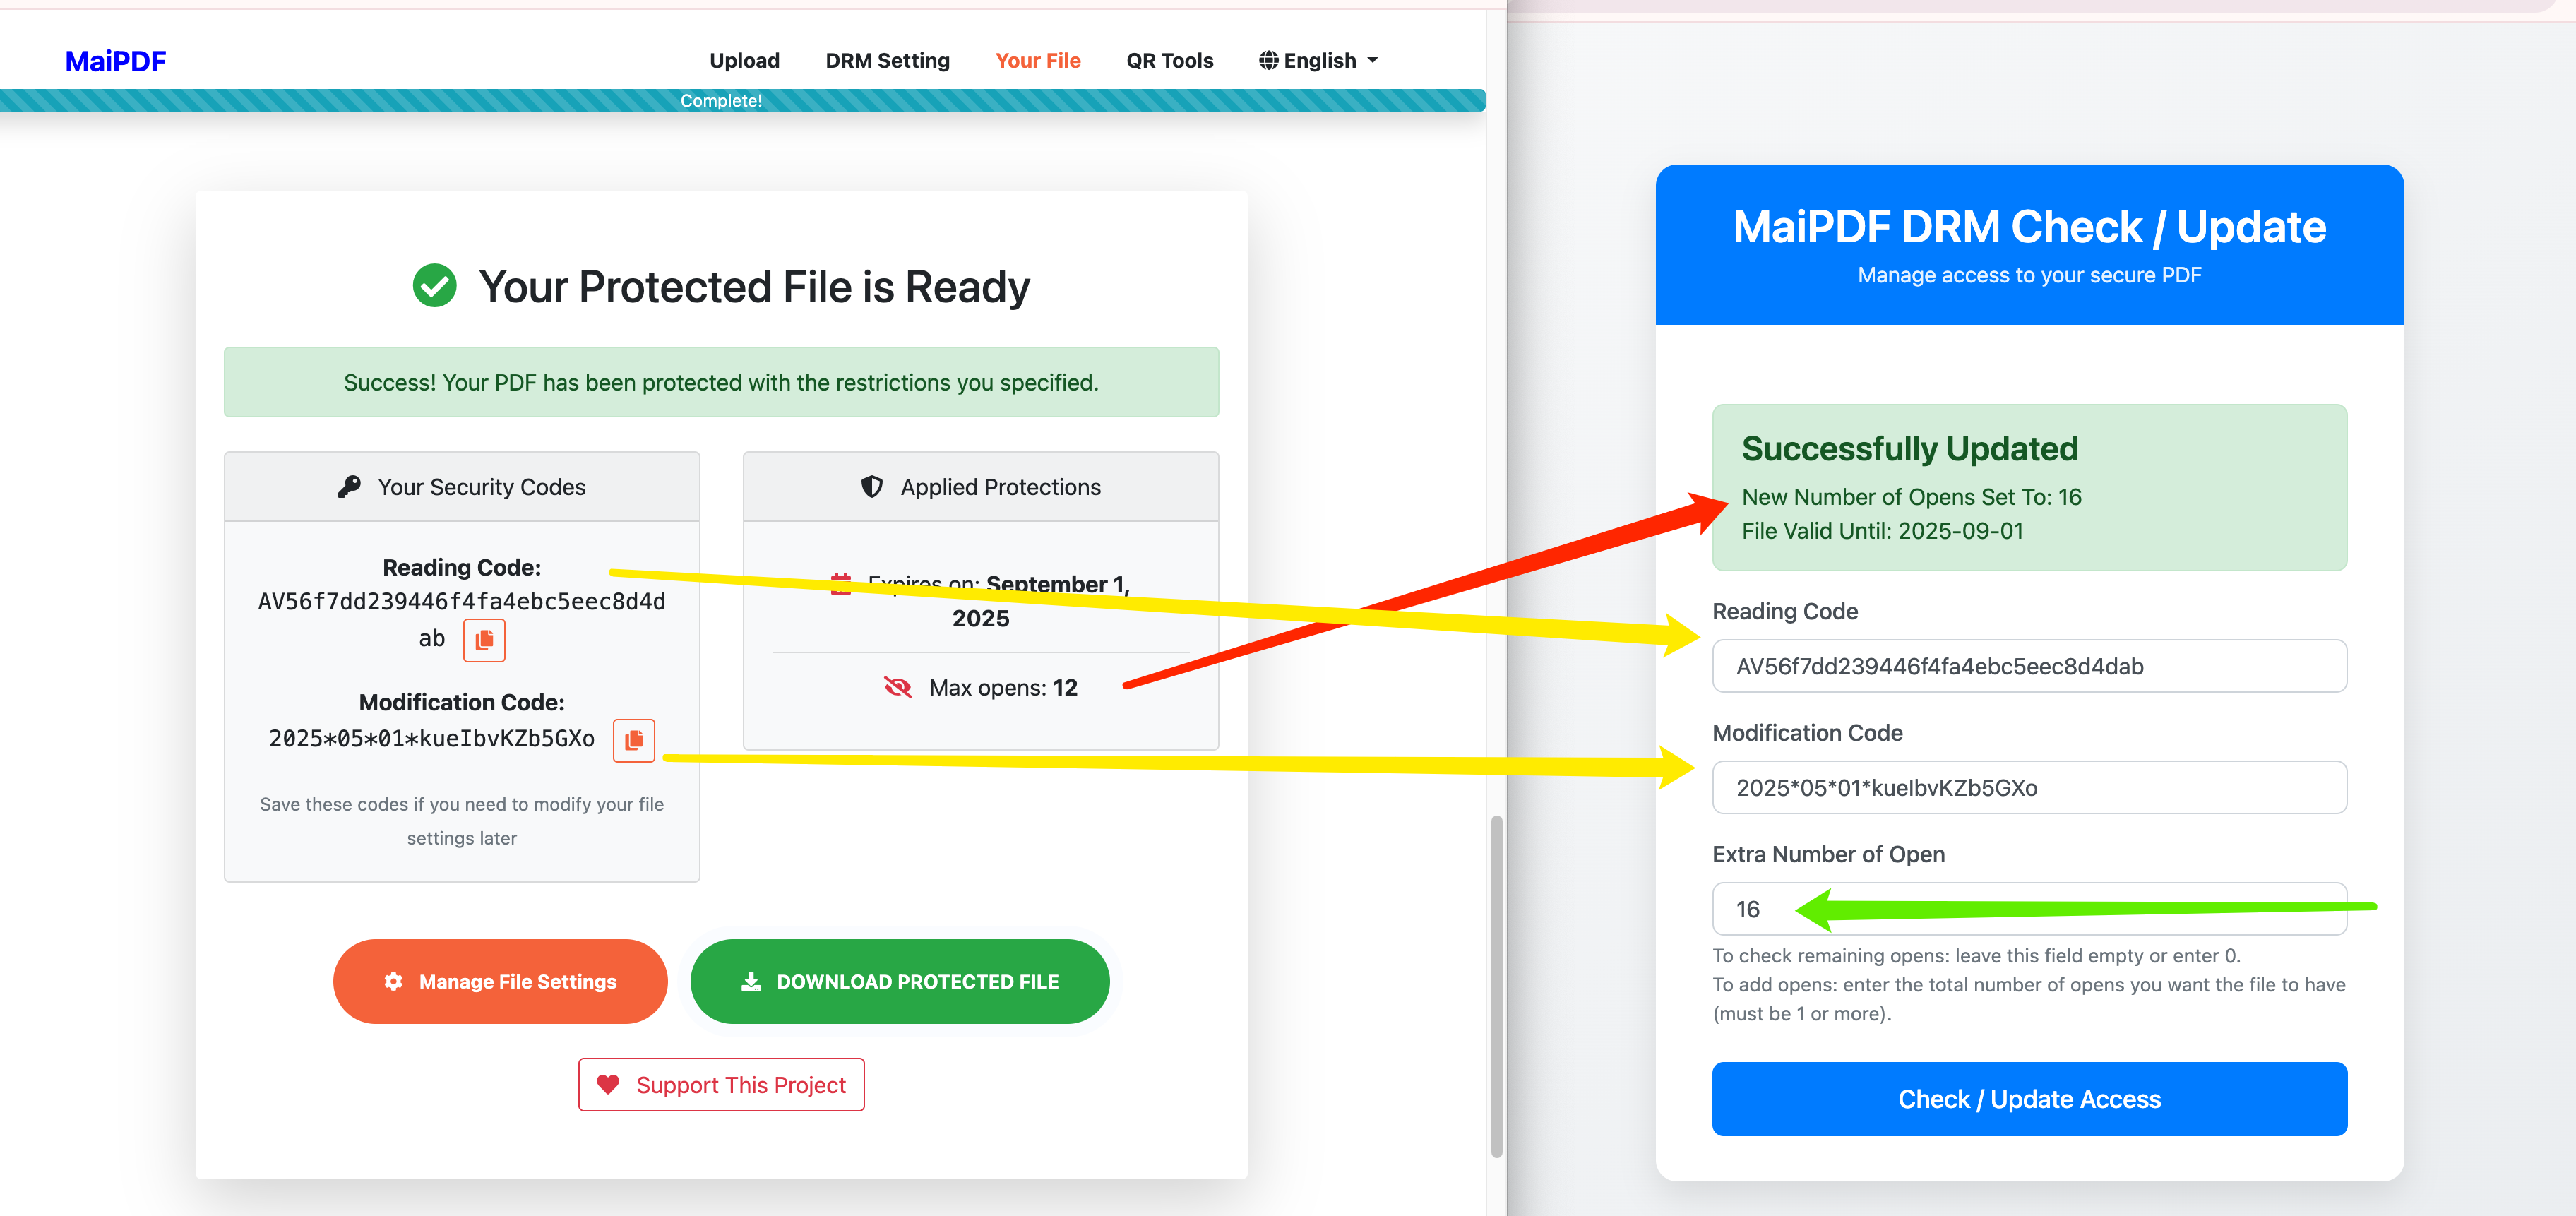 MaiPDF
Upload
DRM Setting
Your File
QR Tools
English
Complete!
Your Protected File is Ready
Success! Your PDF has been protected with the restrictions you specified.
Your Security Codes
Reading Code:
AV56f7dd239446f4fa4ebc5eec8d4d
ab
Modification Code:
2025*05*01*kueIbvKZb5GXo
Save these codes if you need to modify your file
settings later
Applied Protections
Expires on: September 1,
2025
Max opens: 12
Manage File Settings
DOWNLOAD PROTECTED FILE
Support This Project
MaiPDF DRM Check / Update
Manage access to your secure PDF
Successfully Updated
New Number of Opens Set To: 16
File Valid Until: 2025-09-01
Reading Code
AV56f7dd239446f4fa4ebc5eec8d4dab
Modification Code
2025*05*01*kueIbvKZb5GXo
Extra Number of Open
16
To check remaining opens: leave this field empty or enter 0.
To add opens: enter the total number of opens you want the file to have
(must be 1 or more).
Check / Update Access